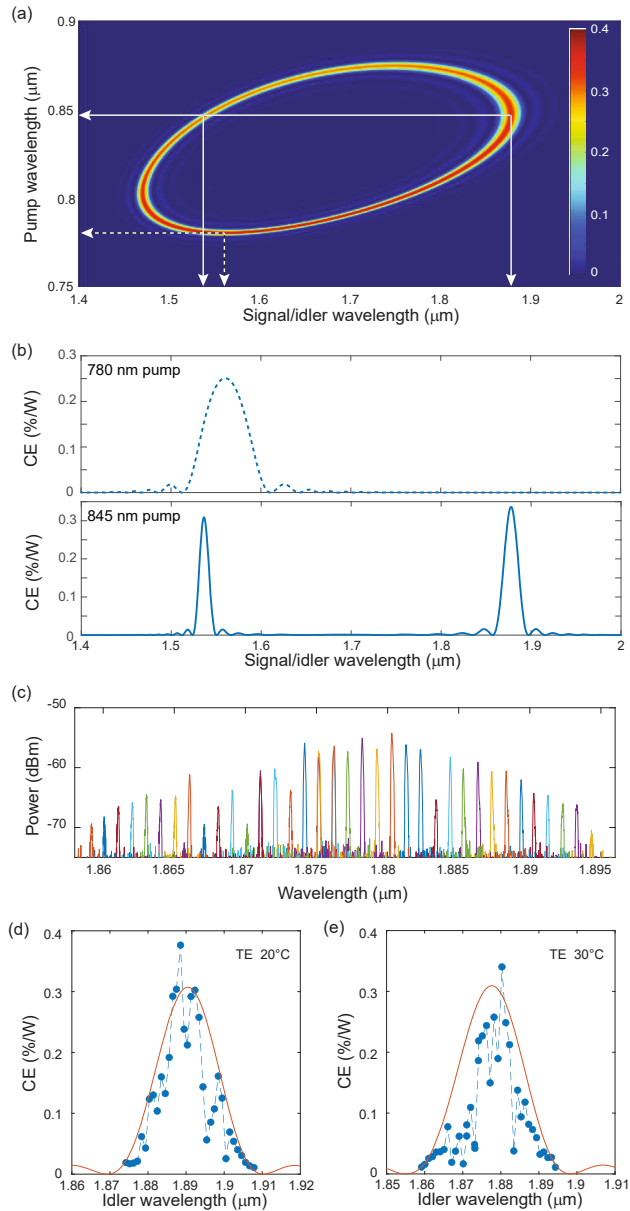 (a)
0.9
0.85
0.8
0.75
Pump wavelength (μm)
0.4
0.3
0.2
0.1
0
1.4 1.5 1.6 1.7 1.8 1.9 2
Signal/idler wavelength (μm)
(b)
0.3
0.2
0.1
0
CE (%/W)
780 nm pump
0.3
0.2
0.1
0
CE (%/W)
845 nm pump
1.4 1.5 1.6 1.7 1.8 1.9 2
Signal/idler wavelength (μm)
(c)
-50
-60
-70
Power (dBm)
1.86 1.865 1.87 1.875 1.88 1.885 1.89 1.895
Wavelength (μm)
(d)
0.4
0.3
0.2
0.1
0
CE (%/W)
TE 20°C
1.86 1.87 1.88 1.89 1.9 1.91 1.92
Idler wavelength (μm)
(e)
0.4
0.3
0.2
0.1
0
CE (%/W)
TE 30°C
1.85 1.86 1.87 1.88 1.89 1.9 1.91
Idler wavelength (μm)